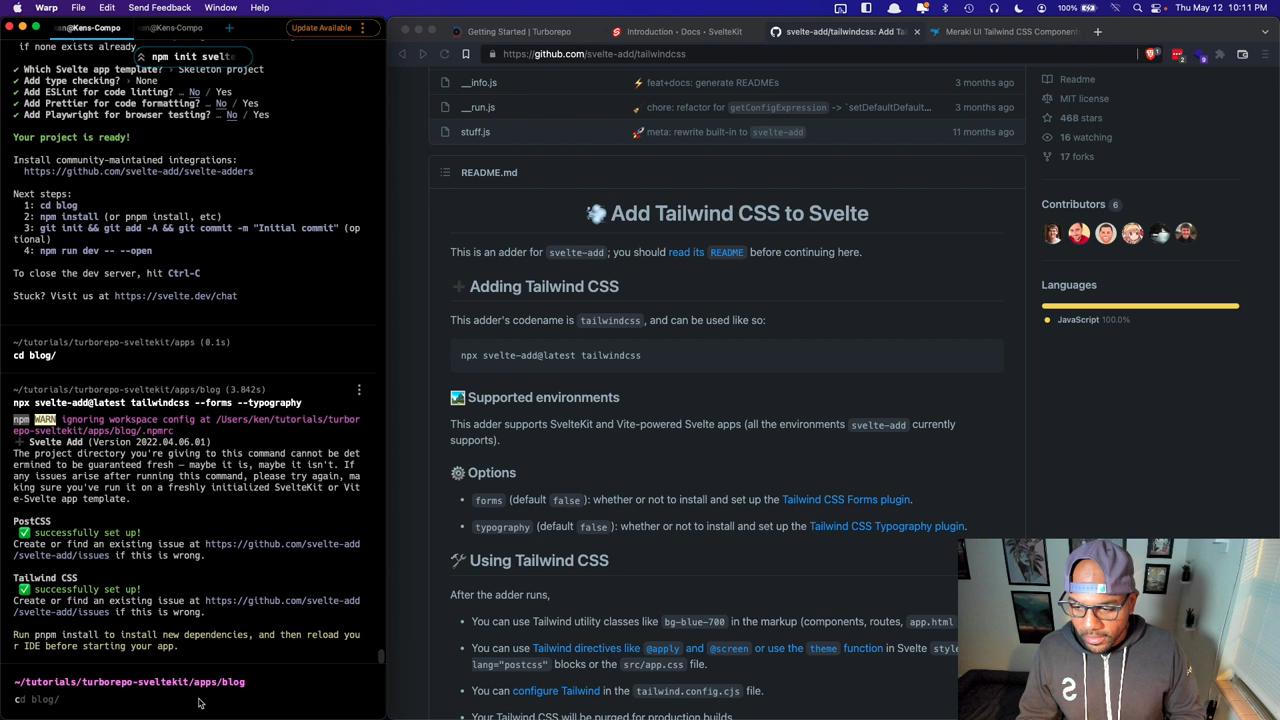 Warp File Edit View Window Help
100% Thu May 10:11 PM
an@Kens-Compo
an@Kens-Compo
Update Available
if none exists already.
npm init svelt
✔ Which Svelte app template? › Skeleton project
✔ Add type checking? › None
✔ Add ESLint for code linting? … No / Yes
✔ Add Prettier for code formatting? … No / Yes
✔ Add Playwright for browser testing? … No / Yes
Your project is ready!
Install community-maintained integrations:
https://github.com/svelte-add/svelte-adders
Next steps:
1: cd blog
2: npm install (or pnpm install, etc)
3: git init && git add -A && git commit -m "Initial commit" (op
tional)
4: npm run dev -- --open
To close the dev server, hit Ctrl-C
Stuck? Visit us at https://svelte.dev/chat
~/tutorials/turborepo-sveltekit/apps (0.1s)
cd blog/
~/tutorials/turborepo-sveltekit/apps/blog (3.842s)
npx svelte-add@latest tailwindcss --forms --typography
npm WARN ignoring workspace config at /Users/ken/tutorials/turbor
epo-sveltekit/apps/blog/.npmrc
➕ Svelte Add (Version 2022.04.06.01)
The project directory you're giving to this command cannot be det
ermined to be guaranteed fresh — maybe it is, maybe it isn't. If
any issues arise after running this command, please try again, ma
king sure you've run it on a freshly initialized SvelteKit or Vit
e-Svelte app template.
PostCSS
✅ successfully set up!
Create or find an existing issue at https://github.com/svelte-add
/svelte-add/issues if this is wrong.
Tailwind CSS
✅ successfully set up!
Create or find an existing issue at https://github.com/svelte-add
/svelte-add/issues if this is wrong.
Run pnpm install to install new dependencies, and then reload you
r IDE before starting your app.
~/tutorials/turborepo-sveltekit/apps/blog
cd blog/
Getting Started | Turborepo
Introduction • Docs • SvelteKit
svelte-add/tailwindcss: Add Tai
Meraki UI Tailwind CSS Component
https://github.com/svelte-add/tailwindcss
__info.js ⚡ feat+docs: generate READMEs 3 months ago
__run.js chore: refactor for getConfigExpression -> `setDefaultDefault... 3 months ago
stuff.js 🚀 meta: rewrite built-in to svelte-add 11 months ago
README.md
💨 Add Tailwind CSS to Svelte
This is an adder for svelte-add; you should read its README before continuing here.
➕ Adding Tailwind CSS
This adder's codename is tailwindcss, and can be used like so:
npx svelte-add@latest tailwindcss
🏞 Supported environments
This adder supports SvelteKit and Vite-powered Svelte apps (all the environments svelte-add currently
supports).
⚙️ Options
• forms (default false): whether or not to install and set up the Tailwind CSS Forms plugin.
• typography (default false): whether or not to install and set up the Tailwind CSS Typography plugin.
🛠 Using Tailwind CSS
After the adder runs,
• You can use Tailwind utility classes like bg-blue-700 in the markup (components, routes, app.html
• You can use Tailwind directives like @apply and @screen or use the theme function in Svelte style
lang="postcss" blocks or the src/app.css file.
• You can configure Tailwind in the tailwind.config.cjs file.
• Your Tailwind CSS will be purged for production builds.
Readme
MIT license
468 stars
16 watching
17 forks
Contributors 6
Languages
JavaScript 100.0%